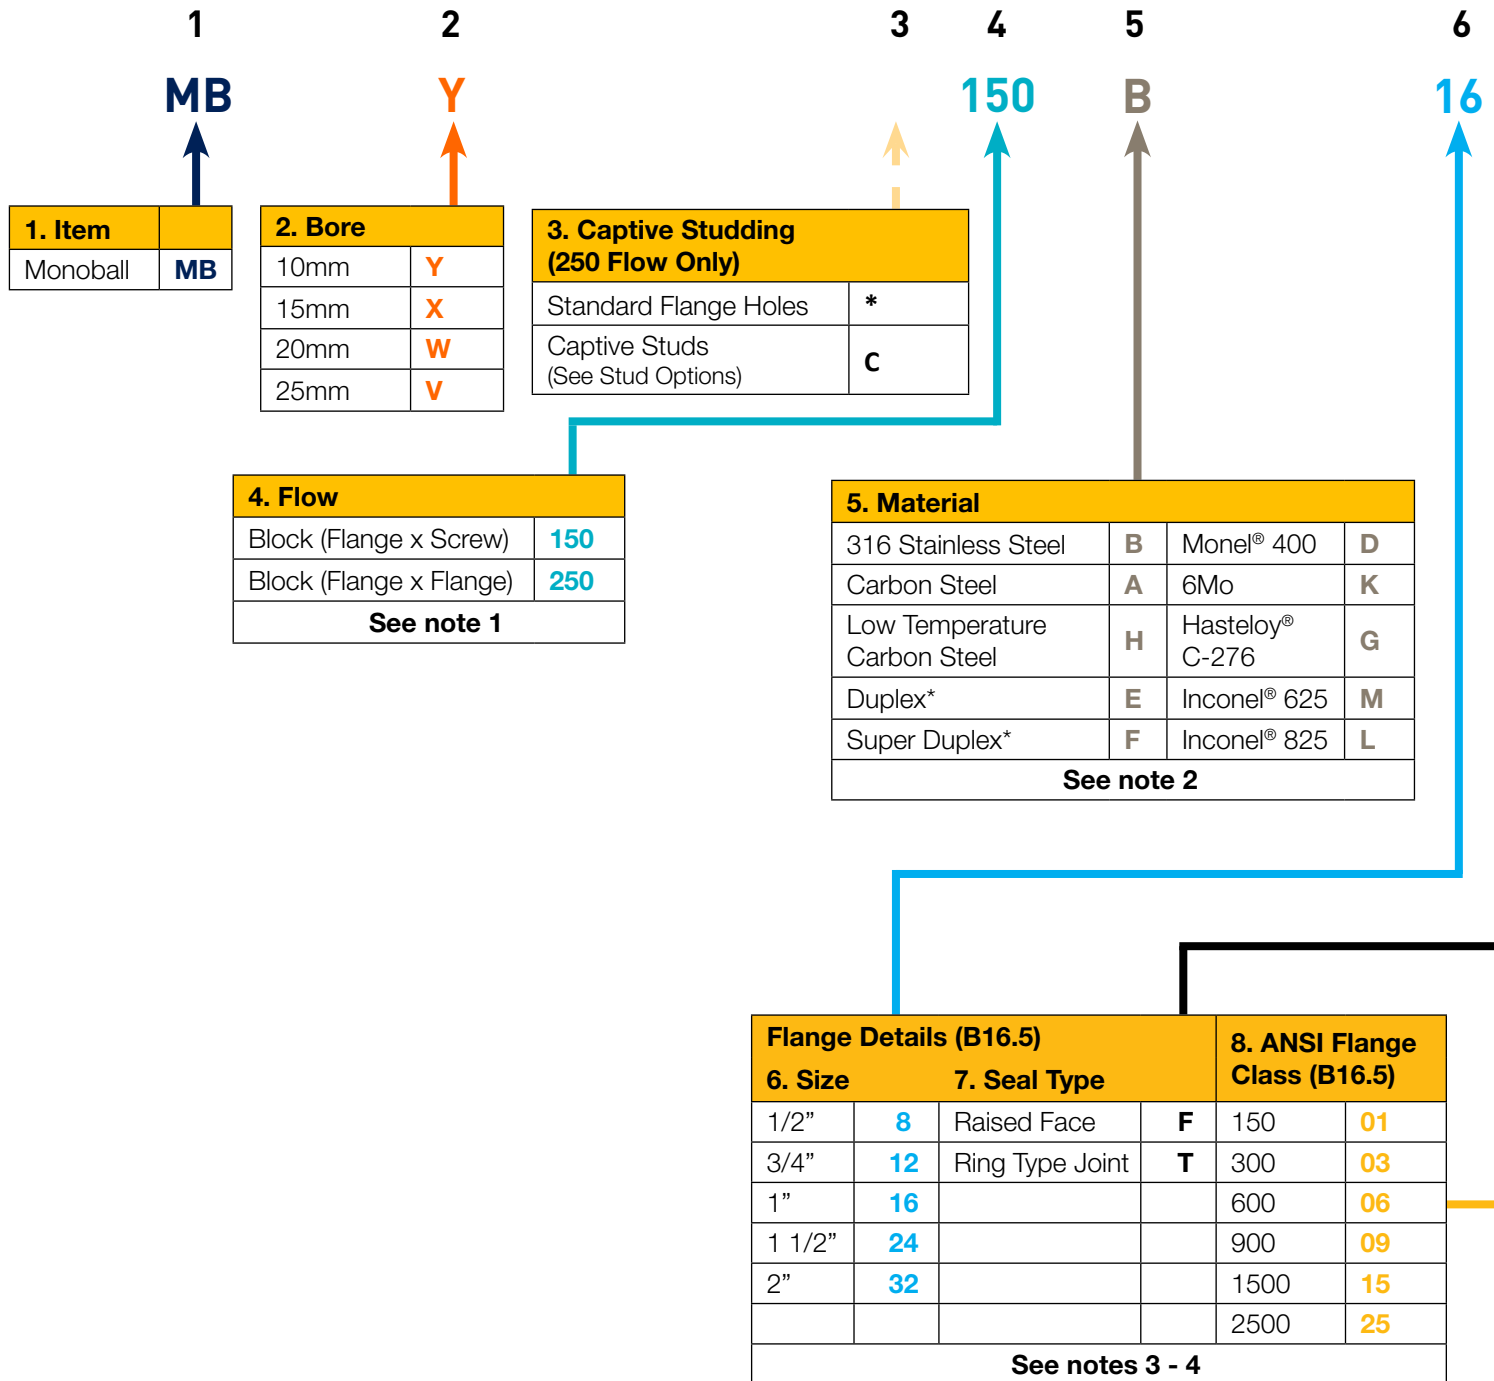 1 2 3 4 5 6
MB Y 150 B 16
1. Item
Monoball MB
2. Bore
10mm Y
15mm X
20mm W
25mm V
3. Captive Studding
(250 Flow Only)
Standard Flange Holes *
Captive Studs
(See Stud Options) C
4. Flow
Block (Flange x Screw) 150
Block (Flange x Flange) 250
See note 1
5. Material
316 Stainless Steel B Monel® 400 D
Carbon Steel A 6Mo K
Low Temperature
Carbon Steel H Hasteloy®
C-276 G
Duplex* E Inconel® 625 M
Super Duplex* F Inconel® 825 L
See note 2
Flange Details (B16.5)
6. Size 7. Seal Type
8. ANSI Flange
Class (B16.5)
1/2” 8 Raised Face F 150 01
3/4” 12 Ring Type Joint T 300 03
1” 16 600 06
1 1/2” 24 900 09
2” 32 1500 15
2500 25
See notes 3 - 4